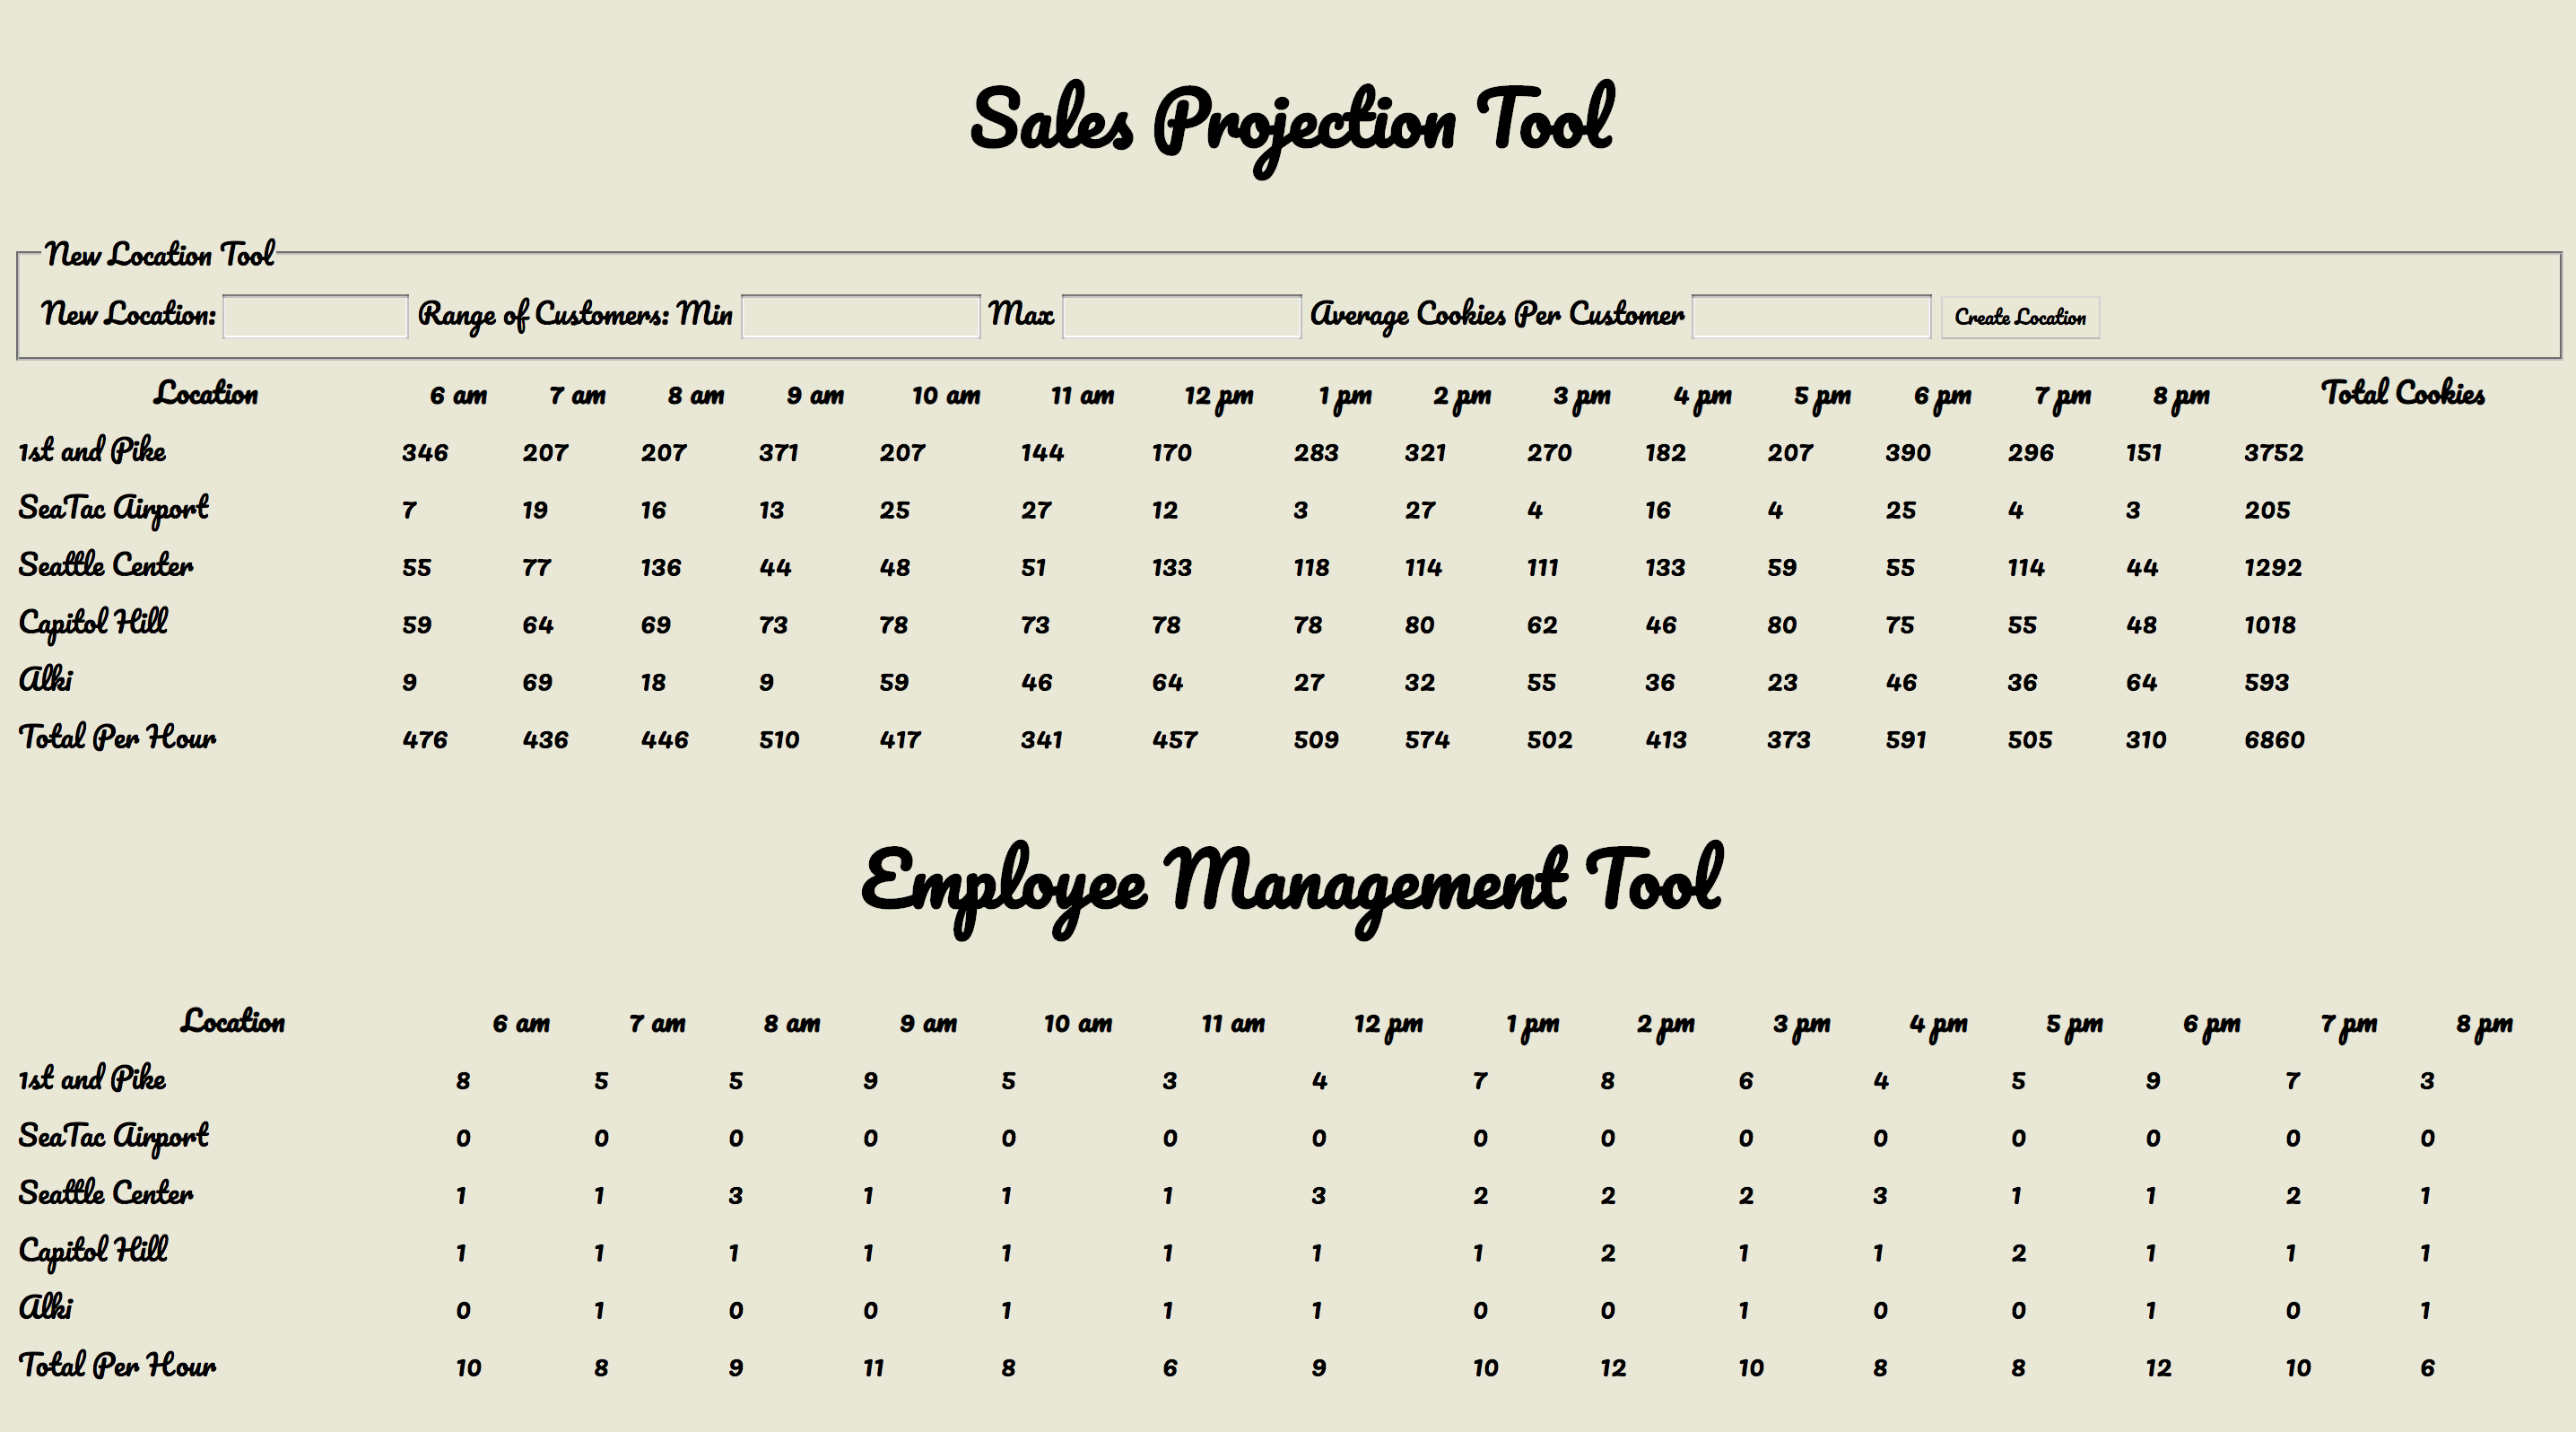 Sales Projection Tool
New Location Tool
New Location: Range of Customers: Min Max Average Cookies Per Customer Create Location
Location 6 am 7 am 8 am 9 am 10 am 11 am 12 pm 1 pm 2 pm 3 pm 4 pm 5 pm 6 pm 7 pm 8 pm Total Cookies
1st and Pike 346 207 207 371 207 144 170 283 321 270 182 207 390 296 151 3752
SeaTac Airport 7 19 16 13 25 27 12 3 27 4 16 4 25 4 3 205
Seattle Center 55 77 136 44 48 51 133 118 114 111 133 59 55 114 44 1292
Capitol Hill 59 64 69 73 78 73 78 78 80 62 46 80 75 55 48 1018
Alki 9 69 18 9 59 46 64 27 32 55 36 23 46 36 64 593
Total Per Hour 476 436 446 510 417 341 457 509 574 502 413 373 591 505 310 6860
Employee Management Tool
Location 6 am 7 am 8 am 9 am 10 am 11 am 12 pm 1 pm 2 pm 3 pm 4 pm 5 pm 6 pm 7 pm 8 pm
1st and Pike 8 5 5 9 5 3 4 7 8 6 4 5 9 7 3
SeaTac Airport 0 0 0 0 0 0 0 0 0 0 0 0 0 0 0
Seattle Center 1 1 3 1 1 1 3 2 2 2 3 1 1 2 1
Capitol Hill 1 1 1 1 1 1 1 1 2 1 1 2 1 1 1
Alki 0 1 0 0 1 1 1 0 0 1 0 0 1 0 1
Total Per Hour 10 8 9 11 8 6 9 10 12 10 8 8 12 10 6